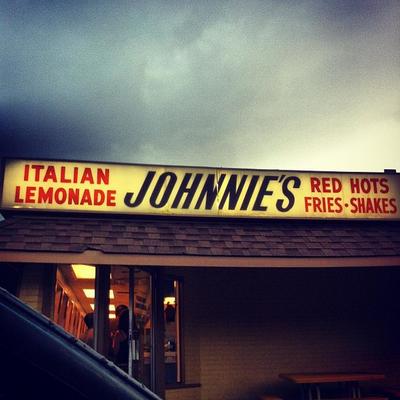 ITALIAN
LEMONADE
JOHNNIE'S
RED HOTS
FRIES•SHAKES